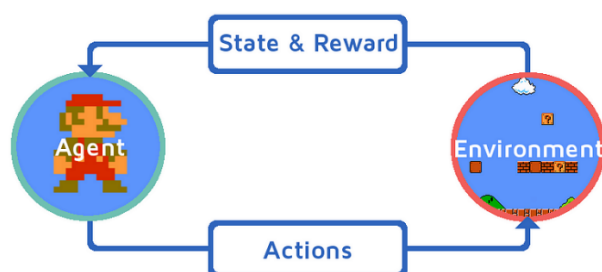 State & Reward
Agent
Environment
?
?
Actions